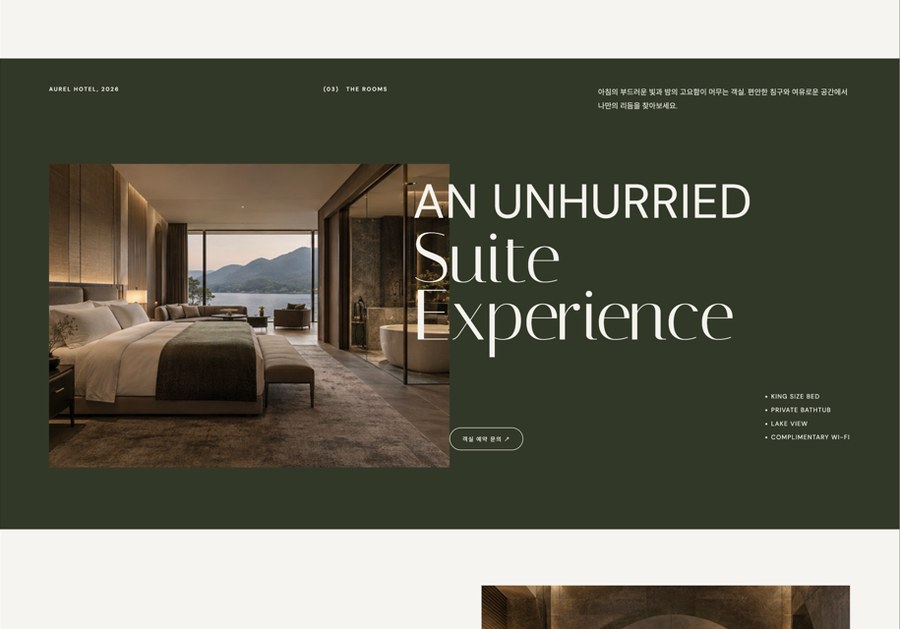 AUREL HOTEL, 2026
(03) THE ROOMS
아침의 부드러운 빛과 밤의 고요함이 머무는 객실. 편안한 침구와 여유로운 공간에서
나만의 리듬을 찾아보세요.
AN UNHURRIED
Suite
Experience
• KING SIZE BED
• PRIVATE BATHTUB
• LAKE VIEW
• COMPLIMENTARY WI-FI
객실 예약 문의 ↗